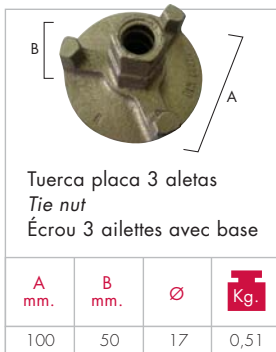 B
A
Tuerca placa 3 aletas
Tie nut
Écrou 3 ailettes avec base
A mm. B mm. Ø Kg.
100 50 17 0,51